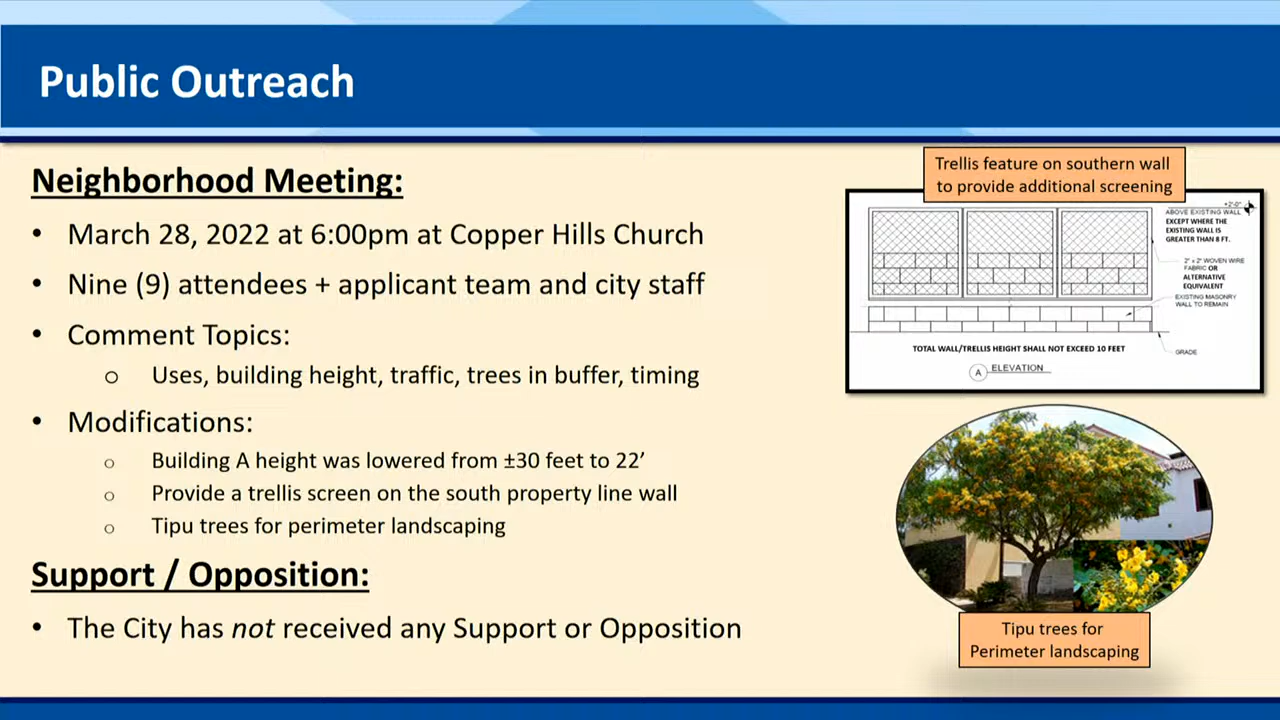 Public Outreach
Neighborhood Meeting:
• March 28, 2022 at 6:00pm at Copper Hills Church
• Nine (9) attendees + applicant team and city staff
• Comment Topics:
o Uses, building height, traffic, trees in buffer, timing
• Modifications:
o Building A height was lowered from ±30 feet to 22’
o Provide a trellis screen on the south property line wall
o Tipu trees for perimeter landscaping
Support / Opposition:
• The City has not received any Support or Opposition
Trellis feature on southern wall
to provide additional screening
+2'-0"
ABOVE EXISTING WALL
EXCEPT WHERE THE
EXISTING WALL IS
GREATER THAN 8 FT.
2" x 2" WOVEN WIRE
FABRIC OR
ALTERNATIVE
EQUIVALENT
EXISTING MASONRY
WALL TO REMAIN
TOTAL WALL/TRELLIS HEIGHT SHALL NOT EXCEED 10 FEET
GRADE
A ELEVATION
Tipu trees for
Perimeter landscaping